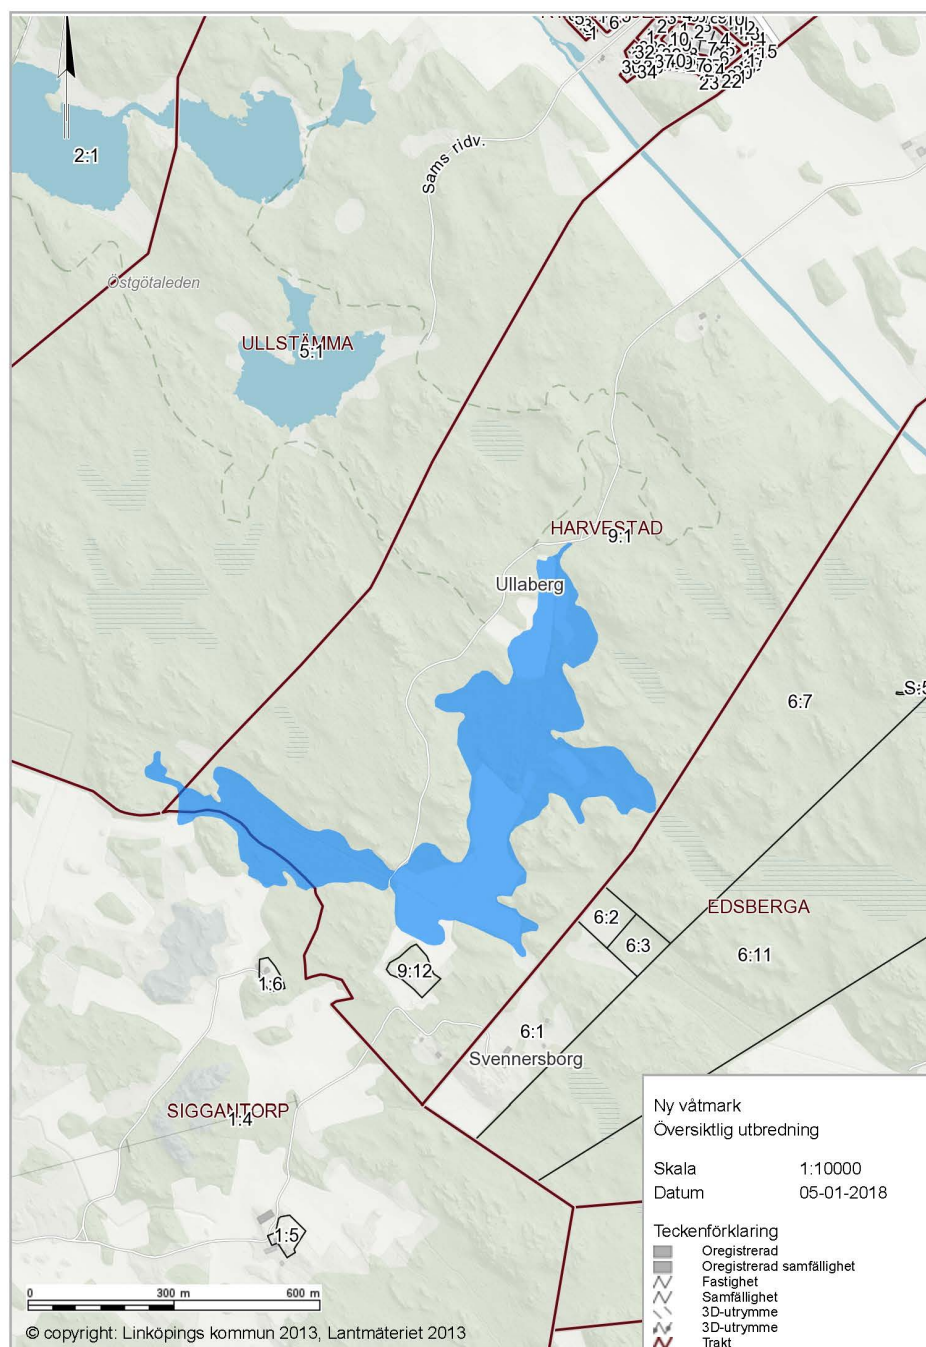 Sams ridv.
2:1
Östgötaleden
ULLSTÄMMA
5:1
HARVESTAD
9:1
Ullaberg
6:7
S:5
EDSBERGA
6:2
6:3
6:11
9:12
1:6
6:1
Svennersborg
SIGGANTORP
1:4
1:5
Ny våtmark
Översiktlig utbredning
Skala 1:10000
Datum 05-01-2018
Teckenförklaring
Oregistrerad
Oregistrerad samfällighet
Fastighet
Samfällighet
3D-utrymme
3D-utrymme
Trakt
0 300 m 600 m
© copyright: Linköpings kommun 2013, Lantmäteriet 2013